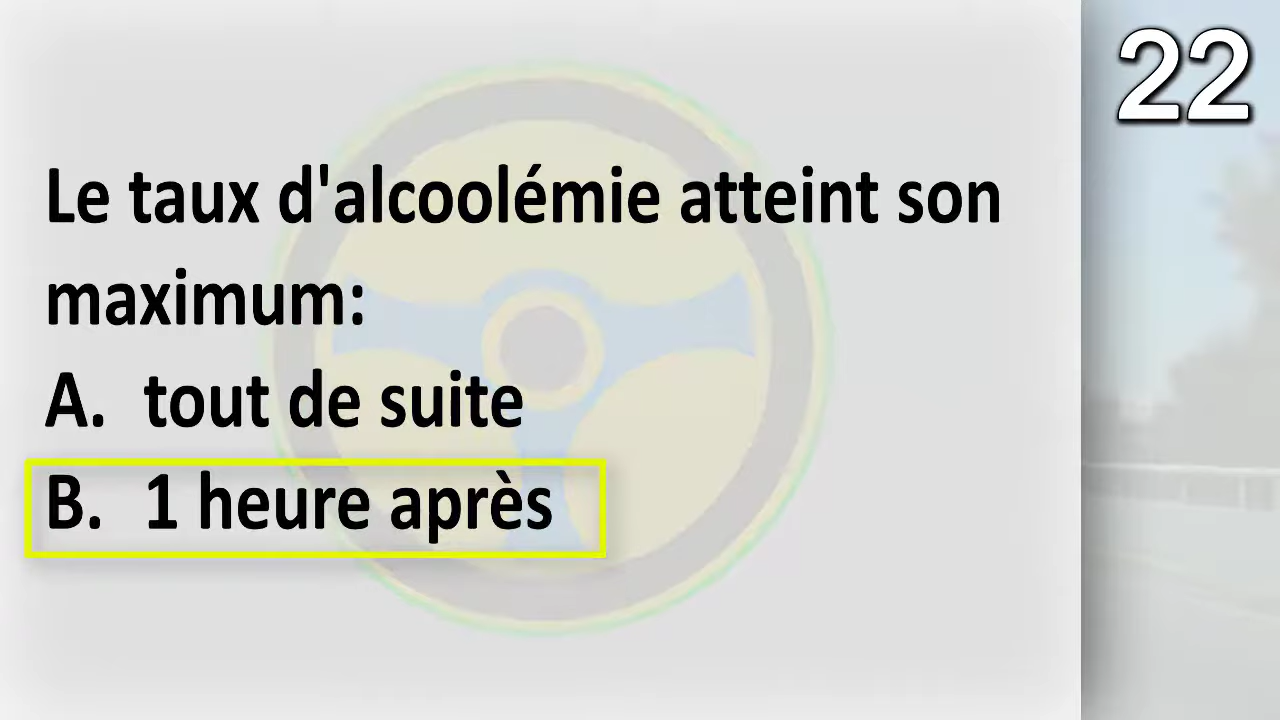 22
Le taux d'alcoolémie atteint son
maximum:
A. tout de suite
B. 1 heure après